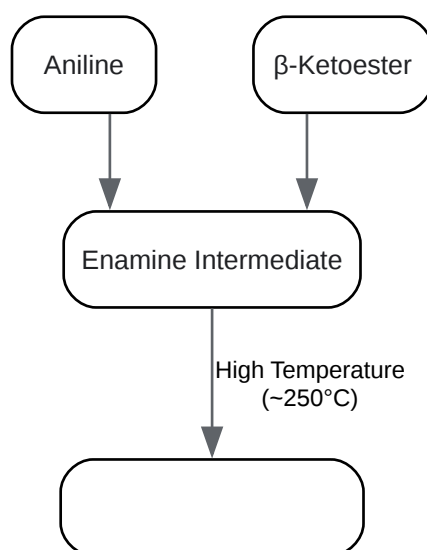 Aniline
β-Ketoester
Enamine Intermediate
High Temperature
(~250°C)